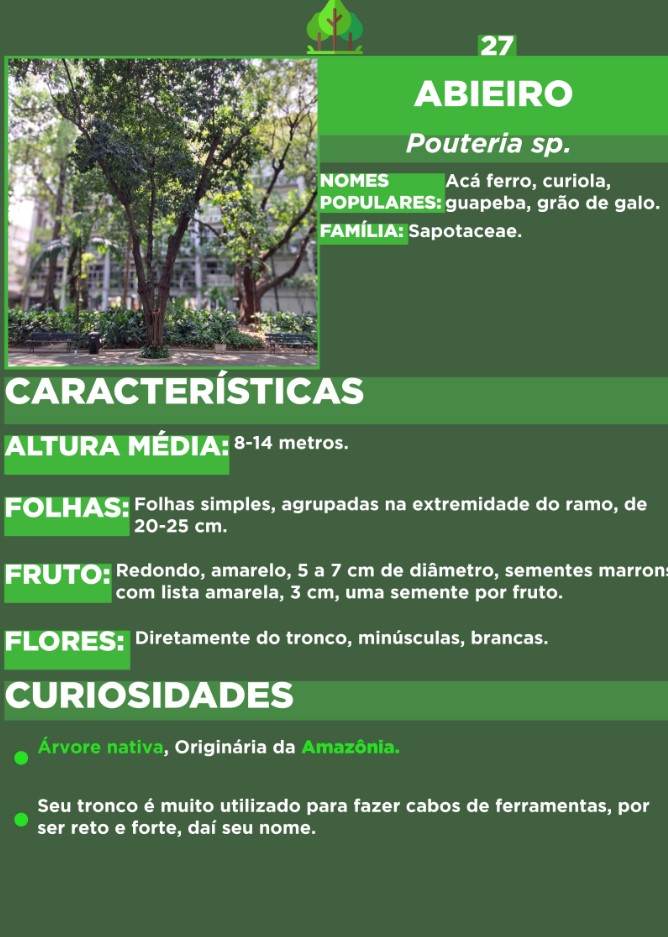 27
ABIEIRO
Pouteria sp.
NOMES POPULARES: Acá ferro, curiola,
guapeba, grão de galo.
FAMÍLIA: Sapotaceae.
CARACTERÍSTICAS
ALTURA MÉDIA: 8-14 metros.
FOLHAS: Folhas simples, agrupadas na extremidade do ramo, de
20-25 cm.
FRUTO: Redondo, amarelo, 5 a 7 cm de diâmetro, sementes marrons
com lista amarela, 3 cm, uma semente por fruto.
FLORES: Diretamente do tronco, minúsculas, brancas.
CURIOSIDADES
Árvore nativa, Originária da Amazônia.
Seu tronco é muito utilizado para fazer cabos de ferramentas, por
ser reto e forte, daí seu nome.